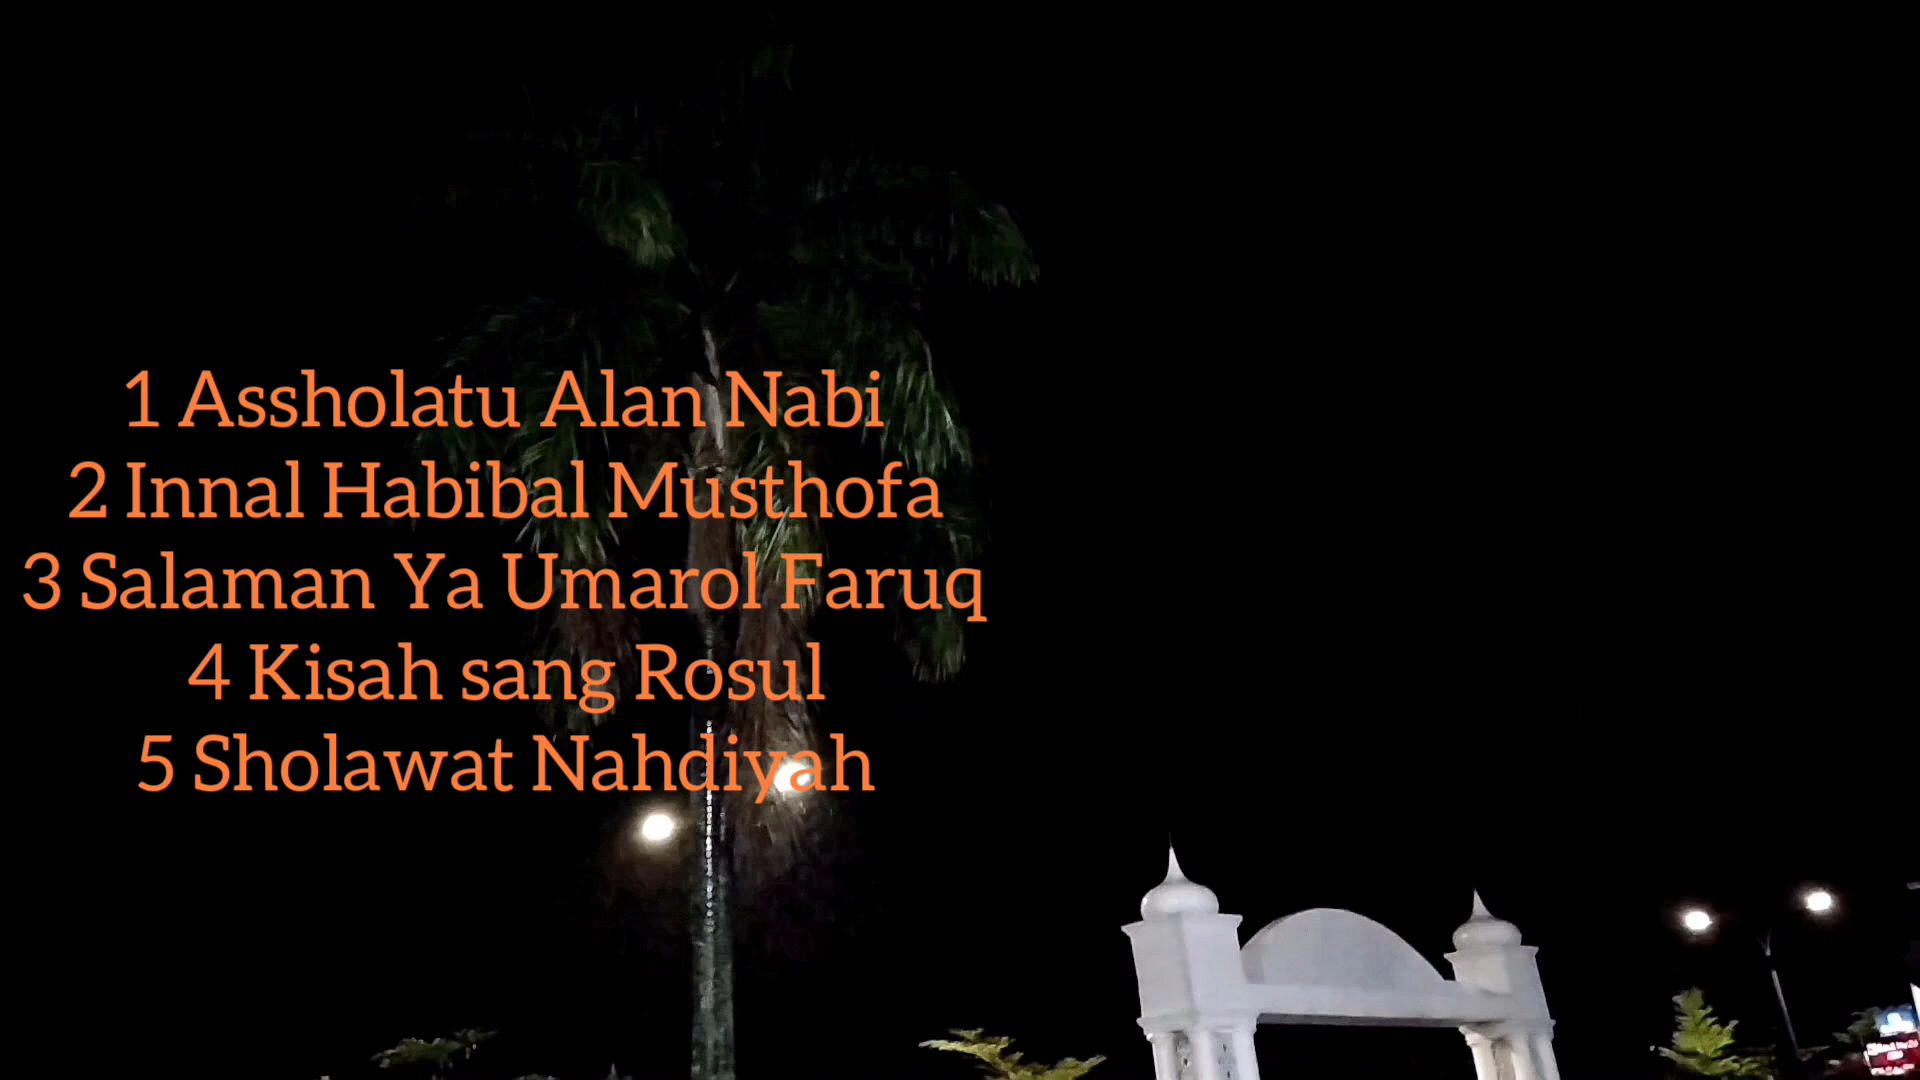 1 Assholatu Alan Nabi
2 Innal Habibal Musthofa
3 Salaman Ya Umarol Faruq
4 Kisah sang Rosul
5 Sholawat Nahdiyah